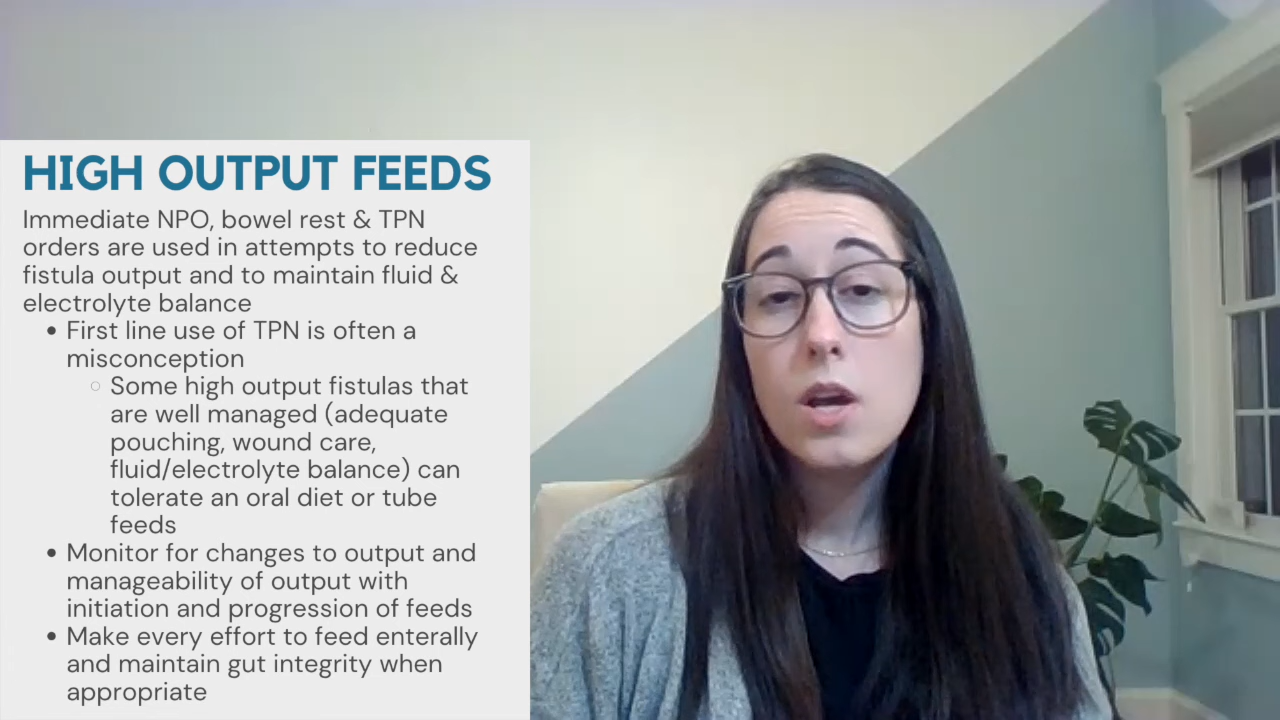 HIGH OUTPUT FEEDS
Immediate NPO, bowel rest & TPN
orders are used in attempts to reduce
fistula output and to maintain fluid &
electrolyte balance
• First line use of TPN is often a
misconception
○ Some high output fistulas that
are well managed (adequate
pouching, wound care,
fluid/electrolyte balance) can
tolerate an oral diet or tube
feeds
• Monitor for changes to output and
manageability of output with
initiation and progression of feeds
• Make every effort to feed enterally
and maintain gut integrity when
appropriate